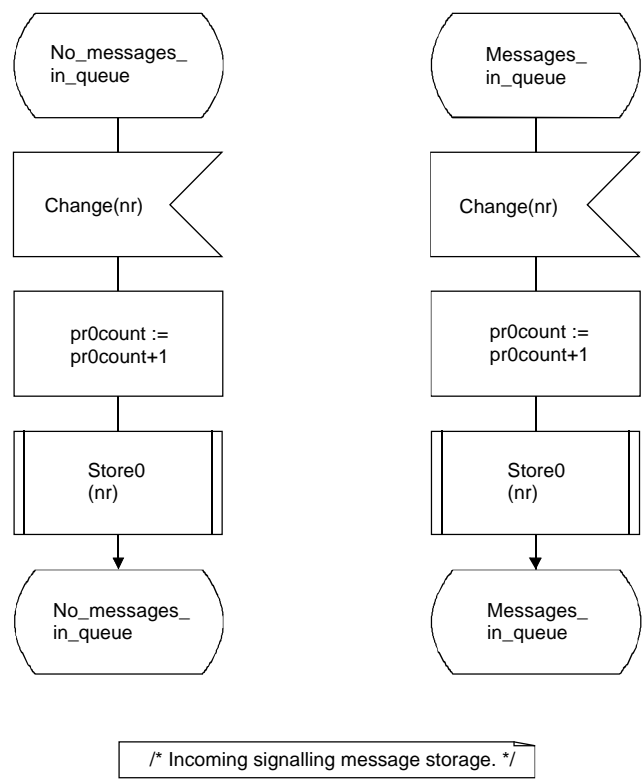 No_messages_
in_queue
Change(nr)
pr0count :=
pr0count+1
Store0
(nr)
No_messages_
in_queue
Messages_
in_queue
Change(nr)
pr0count :=
pr0count+1
Store0
(nr)
Messages_
in_queue
/* Incoming signalling message storage. */